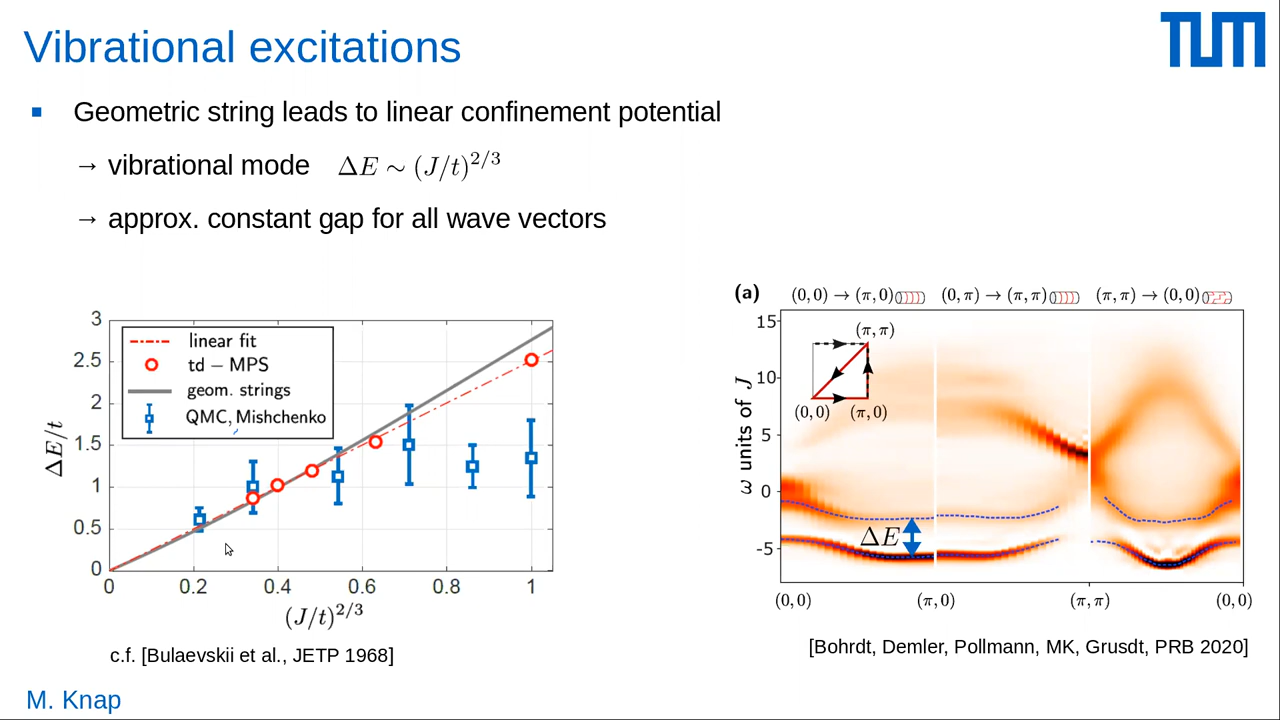 Vibrational excitations
TUM
▪ Geometric string leads to linear confinement potential
→ vibrational mode ΔE ∼ (J/t)^{2/3}
→ approx. constant gap for all wave vectors
3
2.5
2
1.5
1
0.5
0
ΔE/t
linear fit
td − MPS
geom. strings
QMC, Mishchenko
0 0.2 0.4 0.6 0.8 1
(J/t)^{2/3}
c.f. [Bulaevskii et al., JETP 1968]
(a) (0, 0) → (π, 0) (0, π) → (π, π) (π, π) → (0, 0)
15
10
5
0
-5
ω units of J
(π, π)
(0, 0) (π, 0)
ΔE
(0, 0) (π, 0) (π, π) (0, 0)
[Bohrdt, Demler, Pollmann, MK, Grusdt, PRB 2020]
M. Knap